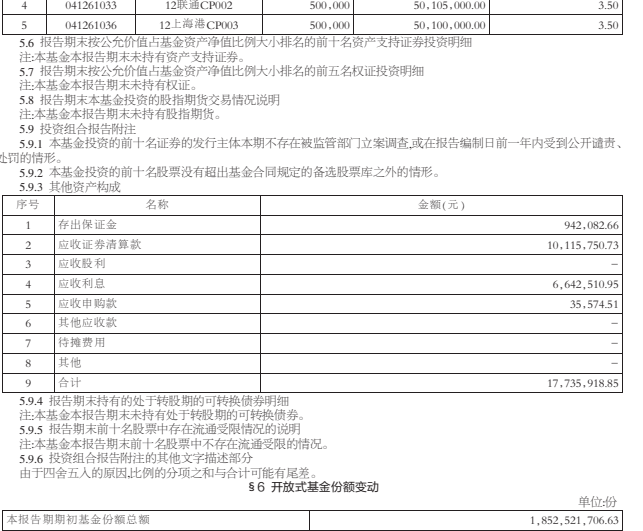 4 041261033 12联通CP002 500,000 50,105,000.00 3.50
5 041261036 12上海港CP003 500,000 50,100,000.00 3.50
5.6 报告期末按公允价值占基金资产净值比例大小排名的前十名资产支持证券投资明细
注:本基金本报告期末未持有资产支持证券。
5.7 报告期末按公允价值占基金资产净值比例大小排名的前五名权证投资明细
注:本基金本报告期末未持有权证。
5.8 报告期末本基金投资的股指期货交易情况说明
注:本基金本报告期末未持有股指期货。
5.9 投资组合报告附注
5.9.1 本基金投资的前十名证券的发行主体本期不存在被监管部门立案调查,或在报告编制日前一年内受到公开谴责、
处罚的情形。
5.9.2 本基金投资的前十名股票没有超出基金合同规定的备选股票库之外的情形。
5.9.3 其他资产构成
序号 名称 金额(元)
1 存出保证金 942,082.66
2 应收证券清算款 10,115,750.73
3 应收股利 –
4 应收利息 6,642,510.95
5 应收申购款 35,574.51
6 其他应收款 –
7 待摊费用 –
8 其他 –
9 合计 17,735,918.85
5.9.4 报告期末持有的处于转股期的可转换债券明细
注:本基金本报告期末未持有处于转股期的可转换债券。
5.9.5 报告期末前十名股票中存在流通受限情况的说明
注:本基金本报告期末前十名股票中不存在流通受限的情况。
5.9.6 投资组合报告附注的其他文字描述部分
由于四舍五入的原因,比例的分项之和与合计可能有尾差。
§6 开放式基金份额变动
单位:份
本报告期期初基金份额总额 1,852,521,706.63